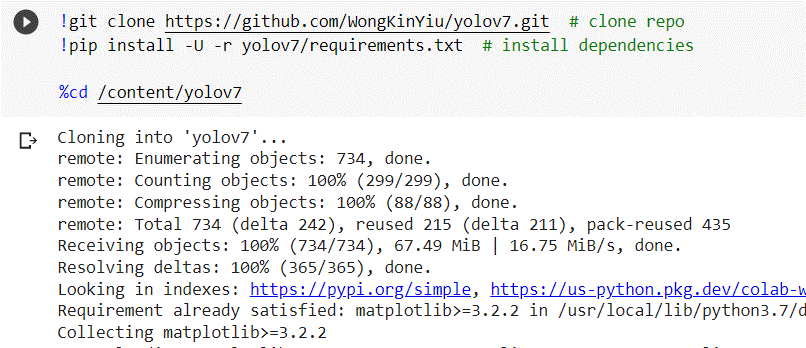 !git clone https://github.com/WongKinYiu/yolov7.git  # clone repo
!pip install -U -r yolov7/requirements.txt  # install dependencies
%cd /content/yolov7
Cloning into 'yolov7'...
remote: Enumerating objects: 734, done.
remote: Counting objects: 100% (299/299), done.
remote: Compressing objects: 100% (88/88), done.
remote: Total 734 (delta 242), reused 215 (delta 211), pack-reused 435
Receiving objects: 100% (734/734), 67.49 MiB | 16.75 MiB/s, done.
Resolving deltas: 100% (365/365), done.
Looking in indexes: https://pypi.org/simple, https://us-python.pkg.dev/colab-w
Requirement already satisfied: matplotlib>=3.2.2 in /usr/local/lib/python3.7/d
Collecting matplotlib>=3.2.2